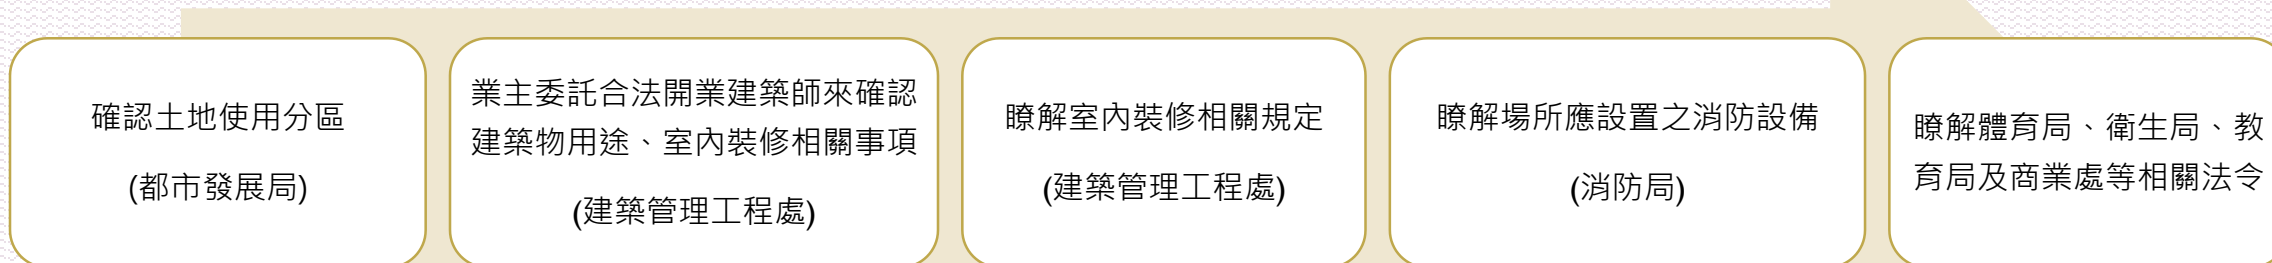 確認土地使用分區
(都市發展局)
業主委託合法開業建築師來確認
建築物用途、室內裝修相關事項
(建築管理工程處)
瞭解室內裝修相關規定
(建築管理工程處)
瞭解場所應設置之消防設備
(消防局)
瞭解體育局、衛生局、教
育局及商業處等相關法令